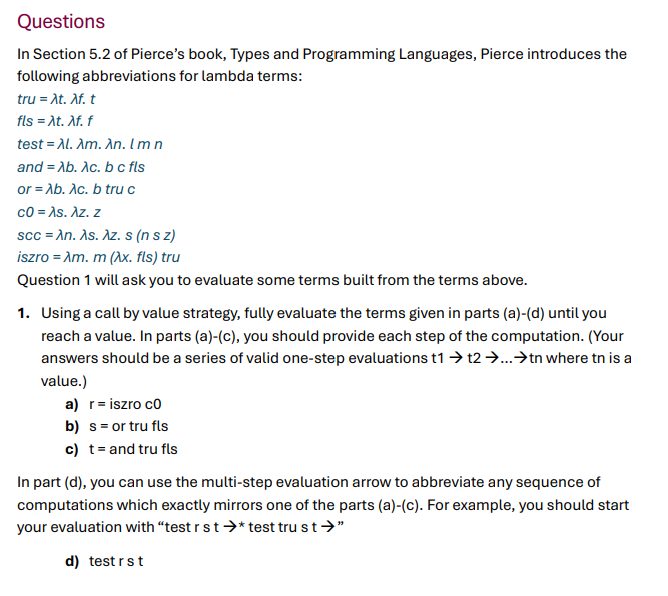 Questions
In Section 5.2 of Pierce's book, Types and Programming Languages, Pierce introduces the
following abbreviations for lambda terms:
tru = λt. λf. t
fls = λt. λf. f
test = λl. λm. λn. l m n
and = λb. λc. b c fls
or = λb. λc. b tru c
c0 = λs. λz. z
scc = λn. λs. λz. s (n s z)
iszro = λm. m (λx. fls) tru
Question 1 will ask you to evaluate some terms built from the terms above.
1. Using a call by value strategy, fully evaluate the terms given in parts (a)-(d) until you
reach a value. In parts (a)-(c), you should provide each step of the computation. (Your
answers should be a series of valid one-step evaluations t1 → t2 →...→tn where tn is a
value.)
a) r = iszro c0
b) s = or tru fls
c) t = and tru fls
In part (d), you can use the multi-step evaluation arrow to abbreviate any sequence of
computations which exactly mirrors one of the parts (a)-(c). For example, you should start
your evaluation with "test r s t →* test tru s t →"
d) test r s t